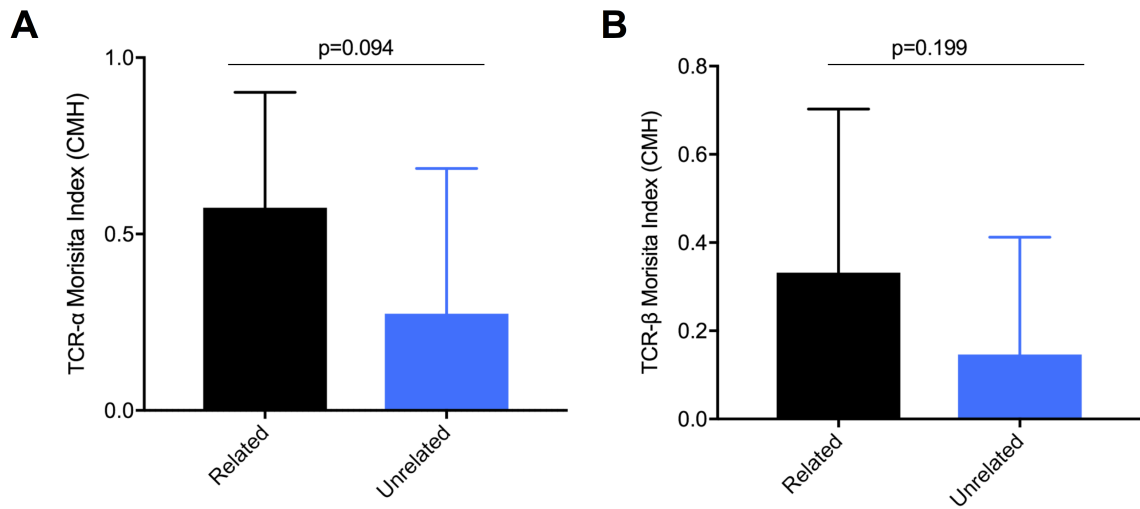 A
p=0.094
TCR-α Morisita Index (CMH)
1.0
0.5
0.0
Related
Unrelated
B
p=0.199
TCR-β Morisita Index (CMH)
0.8
0.6
0.4
0.2
0.0
Related
Unrelated